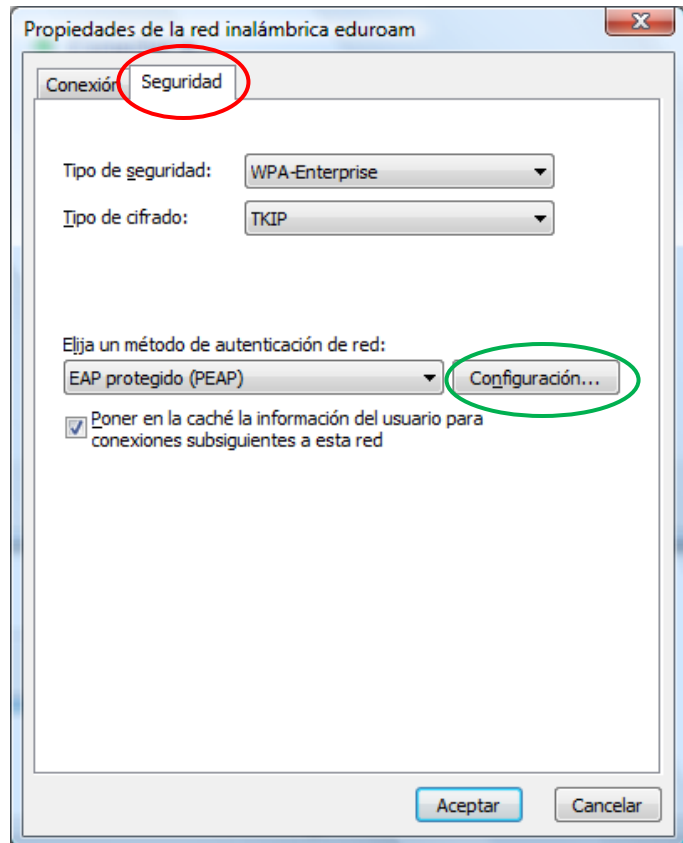 Propiedades de la red inalámbrica eduroam
Conexión Seguridad
Tipo de seguridad: WPA-Enterprise
Tipo de cifrado: TKIP
Elija un método de autenticación de red:
EAP protegido (PEAP) Configuración...
Poner en la caché la información del usuario para
conexiones subsiguientes a esta red
Aceptar Cancelar